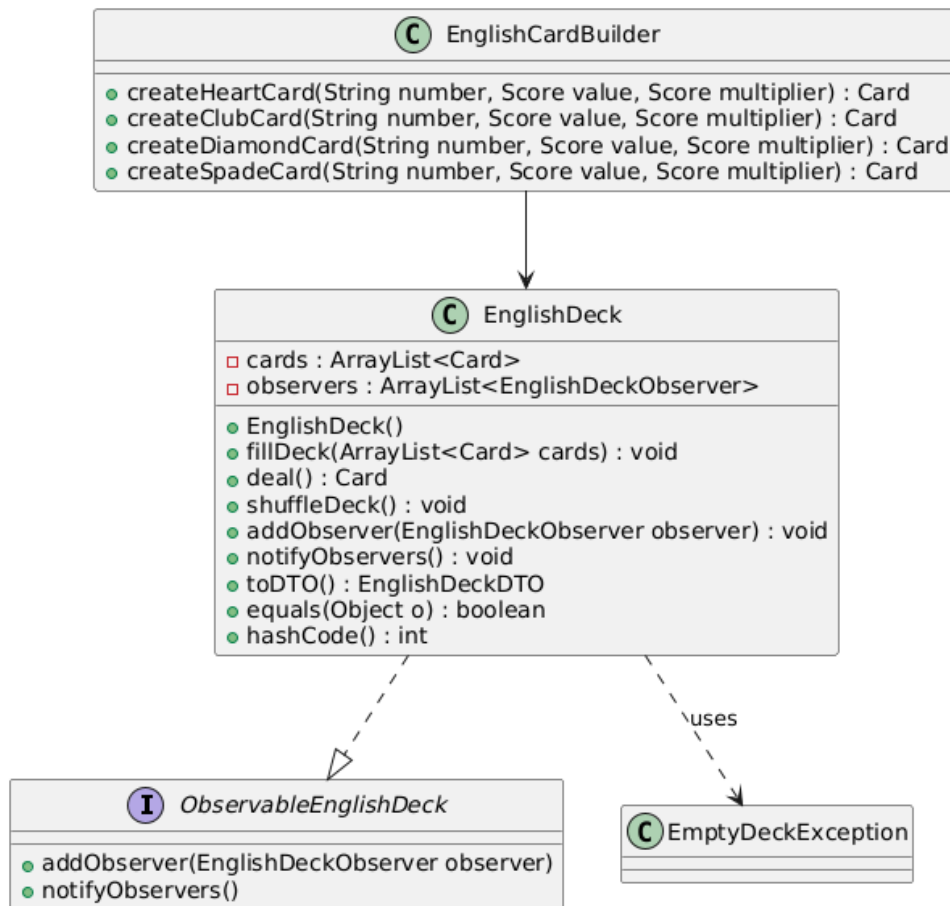 C EnglishCardBuilder
createHeartCard(String number, Score value, Score multiplier) : Card
createClubCard(String number, Score value, Score multiplier) : Card
createDiamondCard(String number, Score value, Score multiplier) : Card
createSpadeCard(String number, Score value, Score multiplier) : Card
C EnglishDeck
cards : ArrayList<Card>
observers : ArrayList<EnglishDeckObserver>
EnglishDeck()
fillDeck(ArrayList<Card> cards) : void
deal() : Card
shuffleDeck() : void
addObserver(EnglishDeckObserver observer) : void
notifyObservers() : void
toDTO() : EnglishDeckDTO
equals(Object o) : boolean
hashCode() : int
uses
I ObservableEnglishDeck
addObserver(EnglishDeckObserver observer)
notifyObservers()
C EmptyDeckException